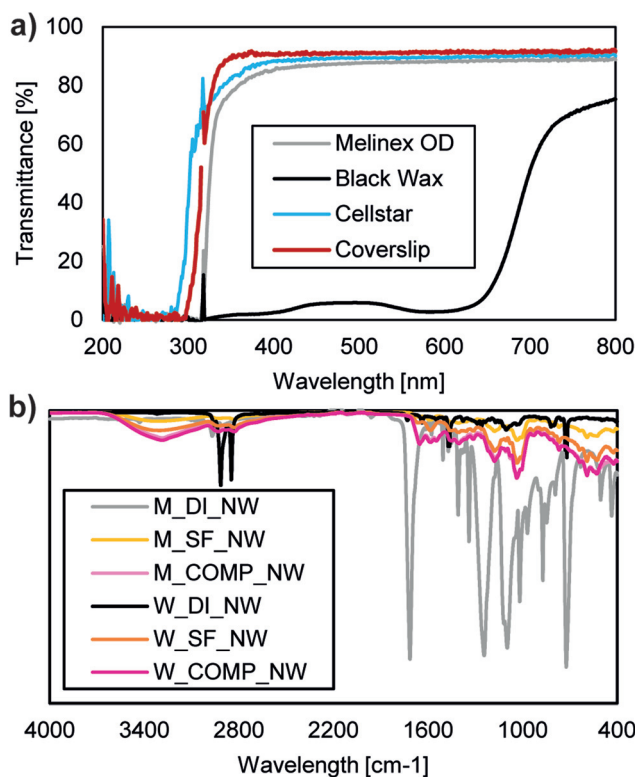 a)
100
80
60
40
20
0
Transmittance [%]
Melinex OD
Black Wax
Cellstar
Coverslip
200 300 400 500 600 700 800
Wavelength [nm]
b)
M_DI_NW
M_SF_NW
M_COMP_NW
W_DI_NW
W_SF_NW
W_COMP_NW
4000 3400 2800 2200 1600 1000 400
Wavelength [cm-1]